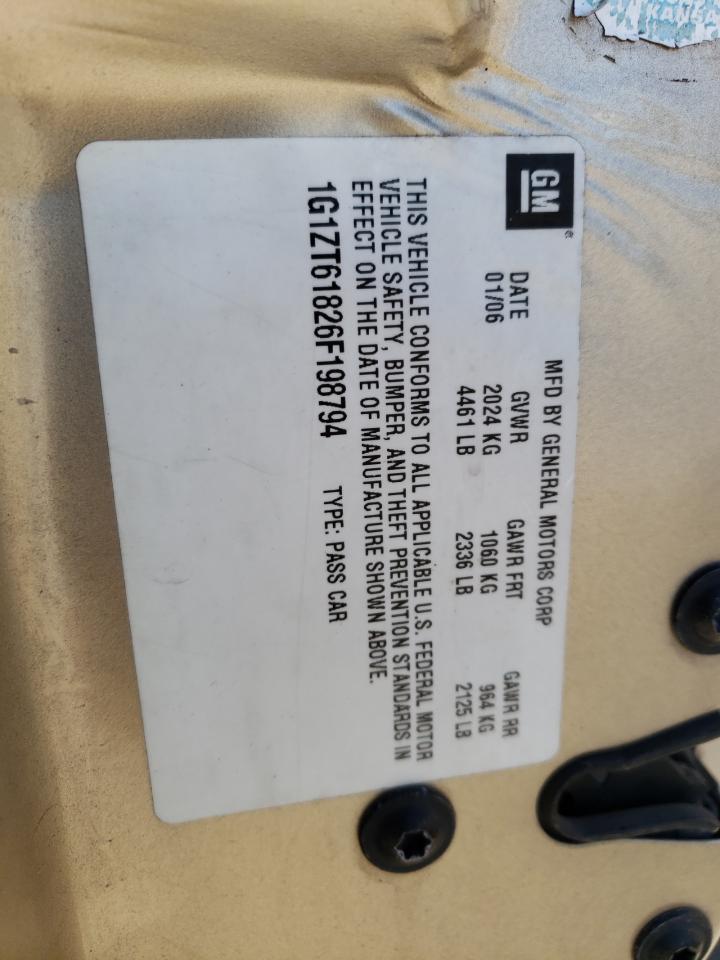 KANSA
GM
MFD BY GENERAL MOTORS CORP
DATE GVWR GAWR FRT GAWR RR
01/06 2024 KG 1060 KG 964 KG
4461 LB 2336 LB 2125 LB
THIS VEHICLE CONFORMS TO ALL APPLICABLE U.S. FEDERAL MOTOR
VEHICLE SAFETY, BUMPER, AND THEFT PREVENTION STANDARDS IN
EFFECT ON THE DATE OF MANUFACTURE SHOWN ABOVE.
1G1ZT61826F198794 TYPE: PASS CAR